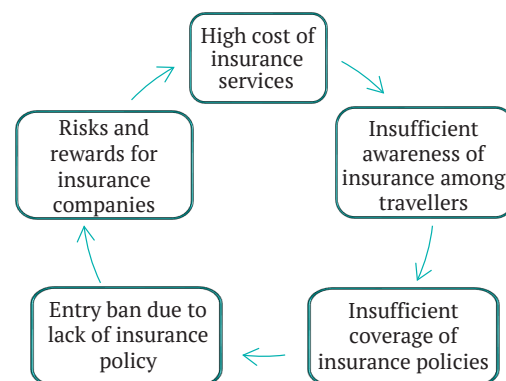 High cost of
insurance
services
Insufficient
awareness of
insurance among
travellers
Insufficient
coverage of
insurance policies
Entry ban due to
lack of insurance
policy
Risks and
rewards for
insurance
companies